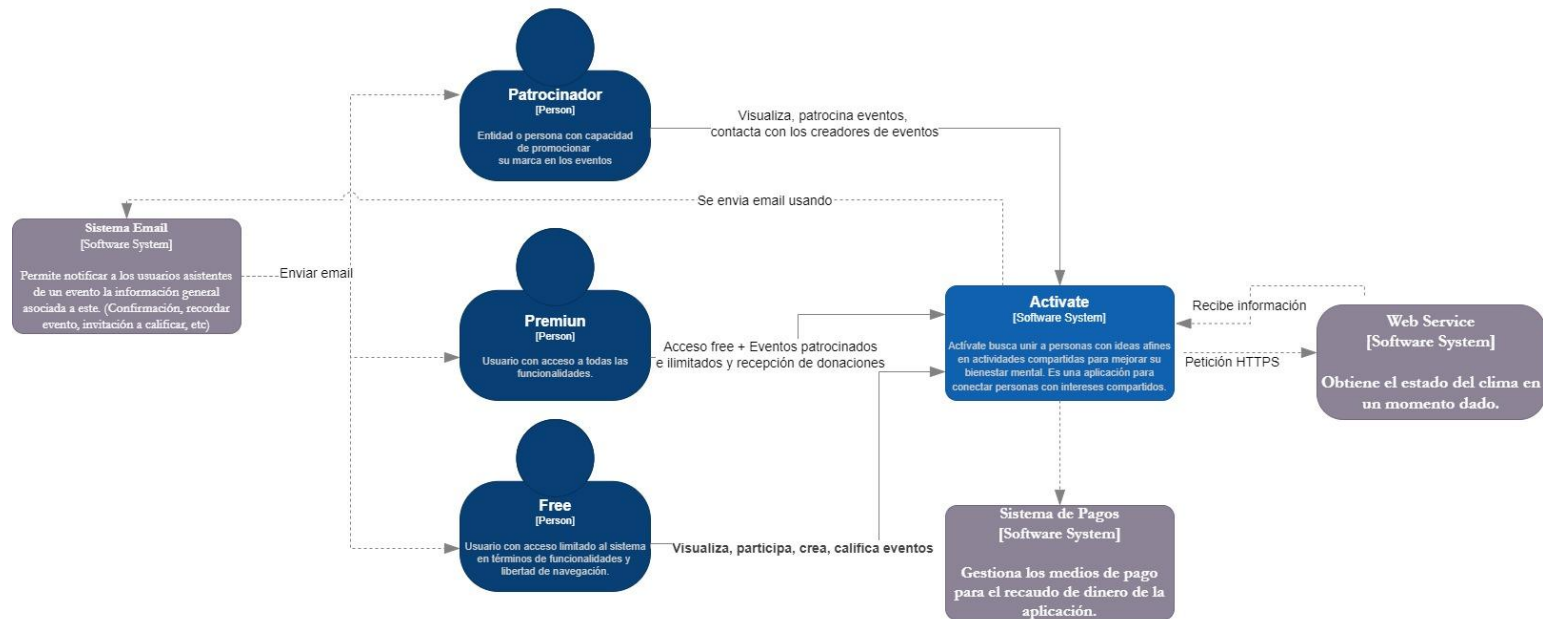 Patrocinador
[Person]
Entidad o persona con capacidad
de promocionar
su marca en los eventos
Visualiza, patrocina eventos,
contacta con los creadores de eventos
Se envia email usando
Sistema Email
[Software System]
Permite notificar a los usuarios asistentes
de un evento la información general
asociada a este. (Confirmación, recordar
evento, invitación a calificar, etc)
Enviar email
Premiun
[Person]
Usuario con acceso a todas las
funcionalidades.
Acceso free + Eventos patrocinados
e ilimitados y recepción de donaciones
Actívate
[Software System]
Actívate busca unir a personas con ideas afines
en actividades compartidas para mejorar su
bienestar mental. Es una aplicación para
conectar personas con intereses compartidos.
Recibe información
Petición HTTPS
Web Service
[Software System]
Obtiene el estado del clima en
un momento dado.
Free
[Person]
Usuario con acceso limitado al sistema
en términos de funcionalidades y
libertad de navegación.
Visualiza, participa, crea, califica eventos
Sistema de Pagos
[Software System]
Gestiona los medios de pago
para el recaudo de dinero de la
aplicación.